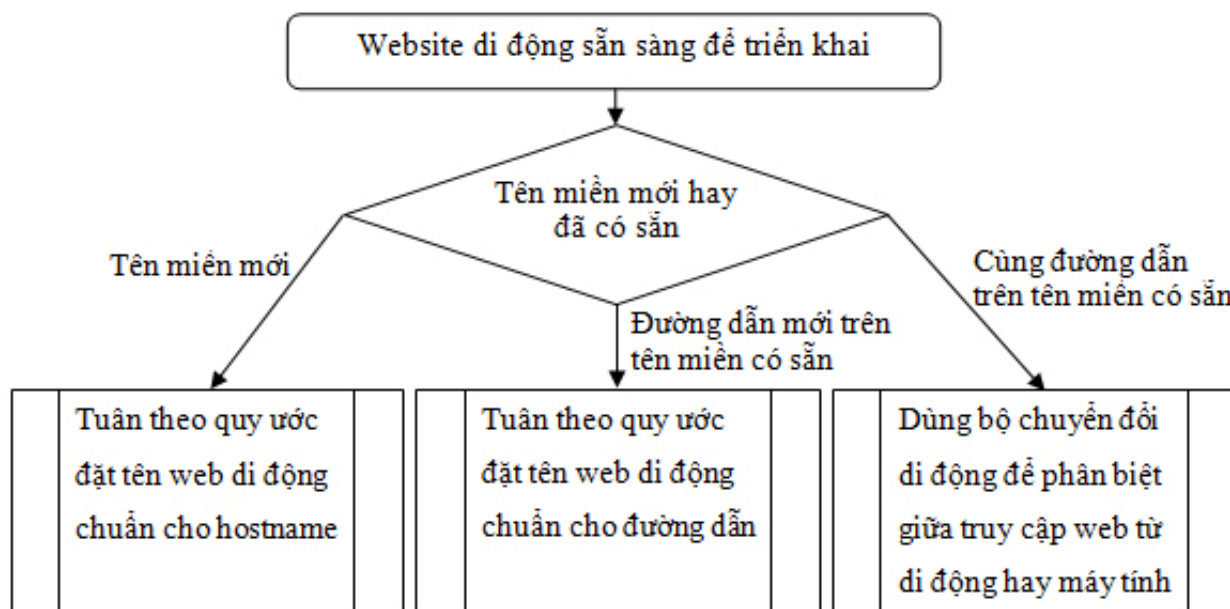 Website di động sẵn sàng để triển khai
Tên miền mới hay
đã có sẵn
Tên miền mới
Cùng đường dẫn
trên tên miền có sẵn
Đường dẫn mới trên
tên miền có sẵn
Tuân theo quy ước
đặt tên web di động
chuẩn cho hostname
Tuân theo quy ước
đặt tên web di động
chuẩn cho đường dẫn
Dùng bộ chuyển đổi
di động để phân biệt
giữa truy cập web từ
di động hay máy tính